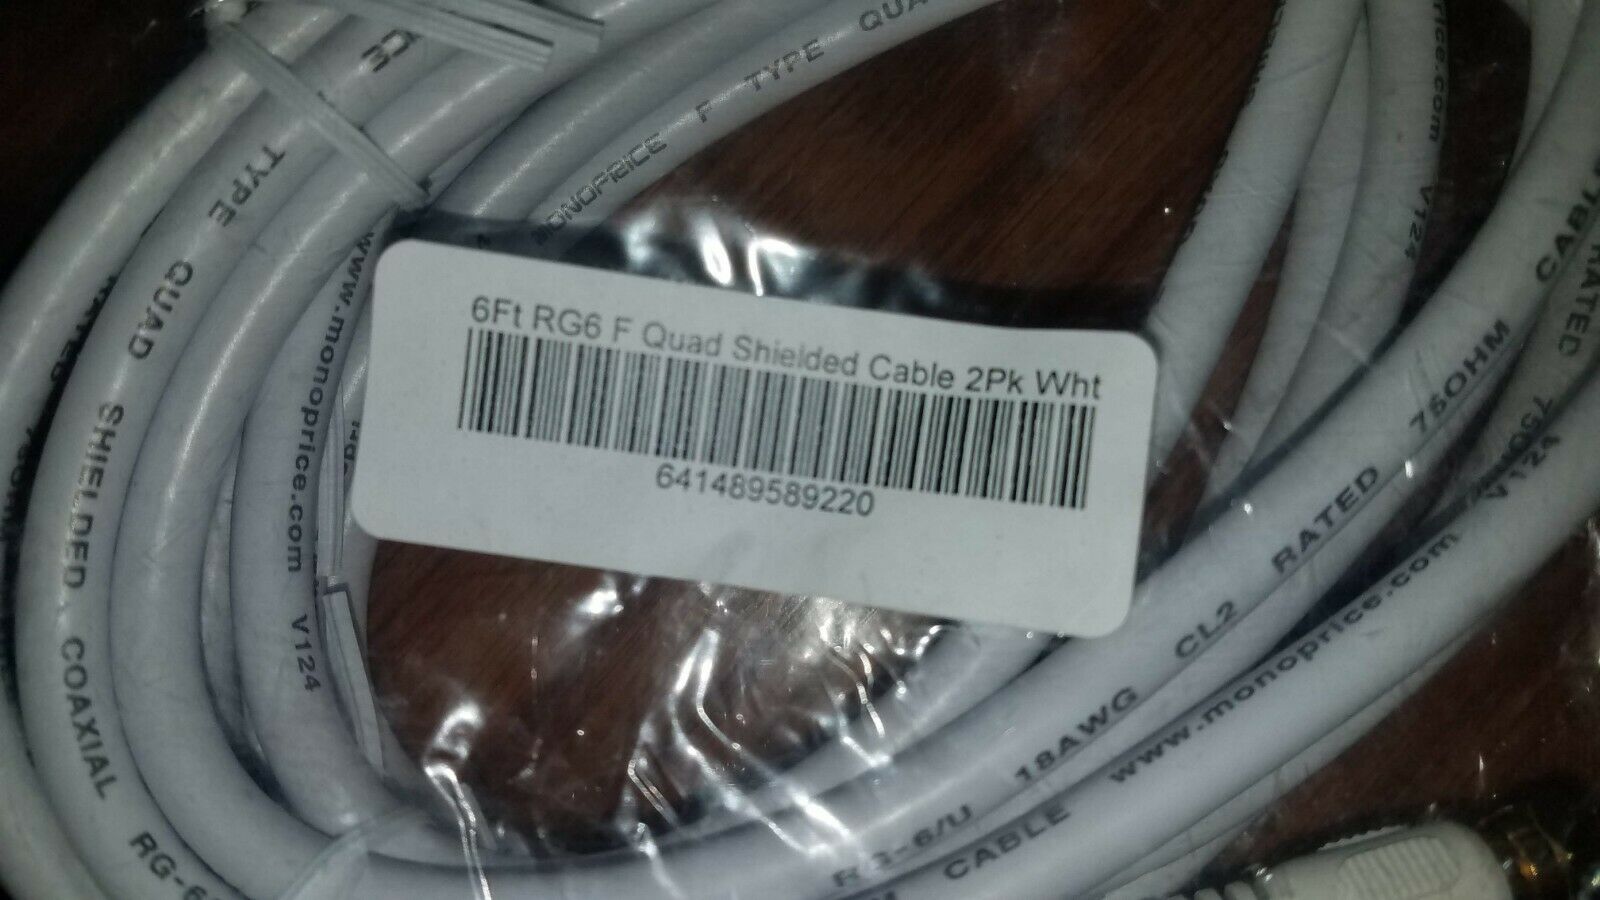 6Ft RG6 F Quad Shielded Cable 2Pk Wht
641489589220
MONOPRICE F TYPE QUA
TYPE QUAD SHIELDED COAXIAL RG-6
www.monoprice.com V124
RG-6/U 18AWG CL2 RATED 75OHM CABLE
CABLE www.monoprice.com V124
V124
RATED